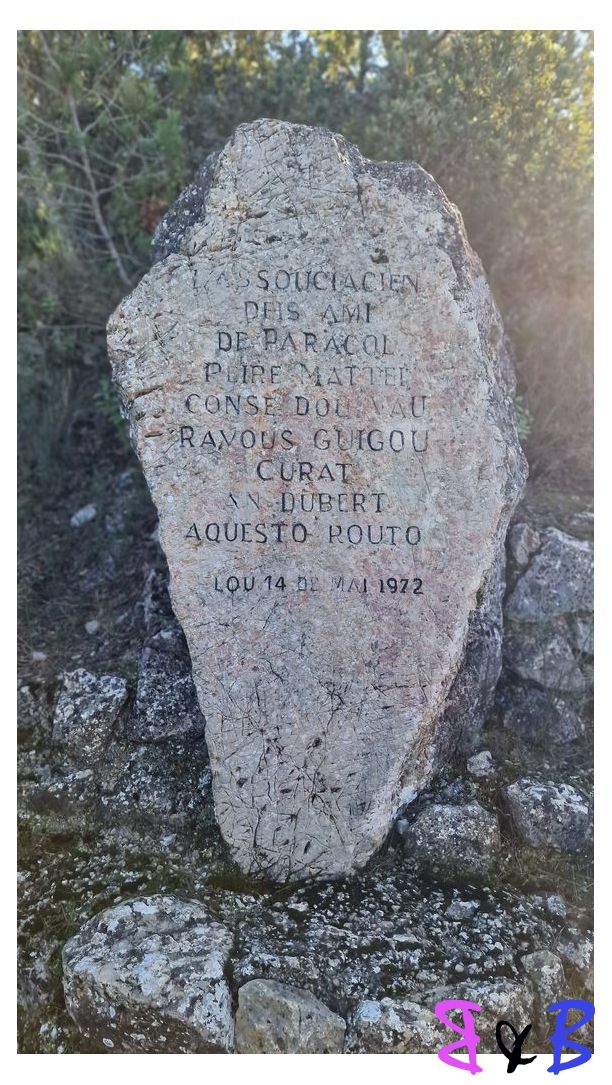 L'ASSOUCIACIEN
DEIS AMI
DE PARACOL
PEIRE MATTEI
CONSE DOU VAU
RAVOUS GUIGOU
CURAT
AN DUBERT
AQUESTO ROUTO
LOU 14 DE MAI 1972
B & B